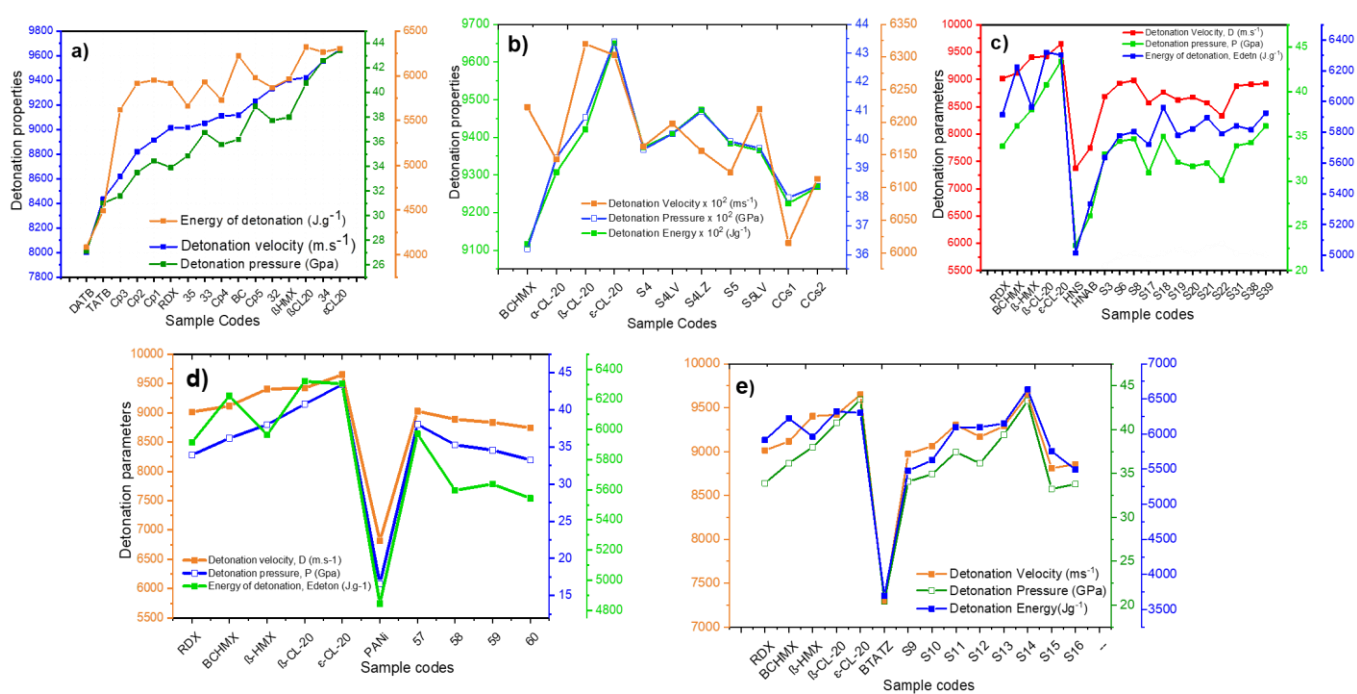 a)
9800
9600
9400
9200
9000
8800
8600
8400
8200
8000
7800
Detonation properties
44
42
40
38
36
34
32
30
28
26
6500
6000
5500
5000
4500
4000
Energy of detonation (J.g-1)
Detonation velocity (m.s-1)
Detonation pressure (Gpa)
DATB
TATB
Cp3
Cp2
Cp1
RDX
35
33
Cp4
BC
Cp5
32
ßHMX
ßCL20
34
εCL20
Sample Codes
b)
9700
9600
9500
9400
9300
9200
9100
Detonation properties
44
43
42
41
40
39
38
37
36
6350
6300
6250
6200
6150
6100
6050
6000
Detonation Velocity x 102 (ms-1)
Detonation Pressure x 102 (GPa)
Detonation Energy x 102 (Jg-1)
BCHMX
α-CL-20
ß-CL-20
ε-CL-20
S4
S4LV
S4LZ
S5
S5LV
CCs1
CCs2
Sample Codes
c)
10000
9500
9000
8500
8000
7500
7000
6500
6000
5500
Detonation parameters
45
40
35
30
25
20
6400
6200
6000
5800
5600
5400
5200
5000
Detonation Velocity, D (m.s-1)
Detonation pressure, P (Gpa)
Energy of detonation, Edetn (J.g-1)
RDX
BCHMX
ß-HMX
ß-CL-20
ε-CL-20
HNS
HNAB
S3
S6
S8
S17
S18
S19
S20
S21
S22
S31
S38
S39
Sample codes
d)
10000
9500
9000
8500
8000
7500
7000
6500
6000
5500
Detonation parameters
45
40
35
30
25
20
15
6400
6200
6000
5800
5600
5400
5200
5000
4800
Detonation velocity, D (m.s-1)
Detonation pressure, P (Gpa)
Energy of detonation, Edeton (J.g-1)
RDX
BCHMX
ß-HMX
ß-CL-20
ε-CL-20
PANi
57
58
59
60
Sample codes
e)
10000
9500
9000
8500
8000
7500
7000
Detonation parameters
45
40
35
30
25
20
7000
6500
6000
5500
5000
4500
4000
3500
Detonation Velocity (ms-1)
Detonation Pressure (GPa)
Detonation Energy(Jg-1)
RDX
BCHMX
ß-HMX
ß-CL-20
ε-CL-20
BTATZ
S9
S10
S11
S12
S13
S14
S15
S16
--
Sample codes